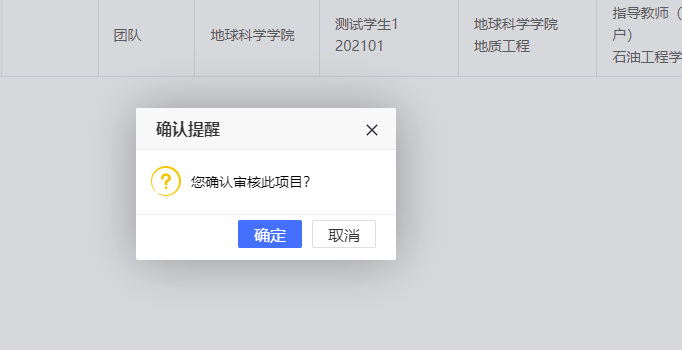 团队
地球科学学院
测试学生1
202101
地球科学学院
地质工程
指导教师（
户）
石油工程学
确认提醒
您确认审核此项目?
确定
取消